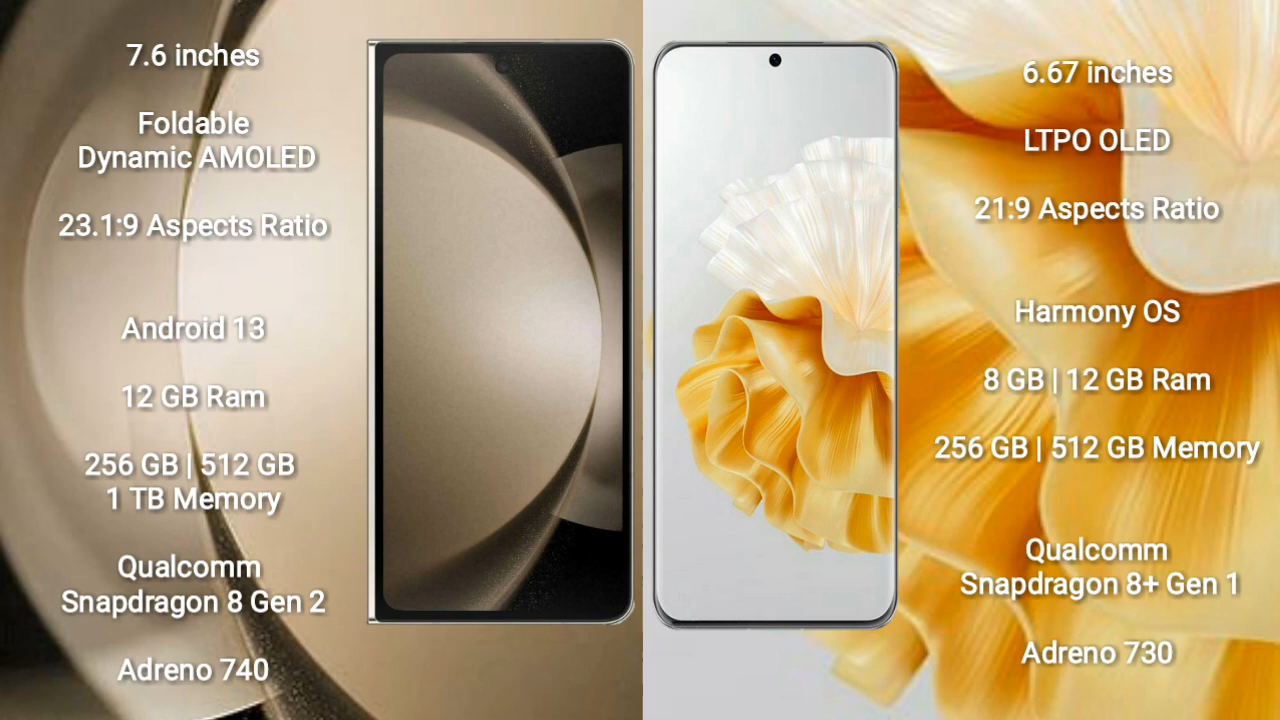 7.6 inches
Foldable
Dynamic AMOLED
23.1:9 Aspects Ratio
Android 13
12 GB Ram
256 GB | 512 GB
1 TB Memory
Qualcomm
Snapdragon 8 Gen 2
Adreno 740
6.67 inches
LTPO OLED
21:9 Aspects Ratio
Harmony OS
8 GB | 12 GB Ram
256 GB | 512 GB Memory
Qualcomm
Snapdragon 8+ Gen 1
Adreno 730